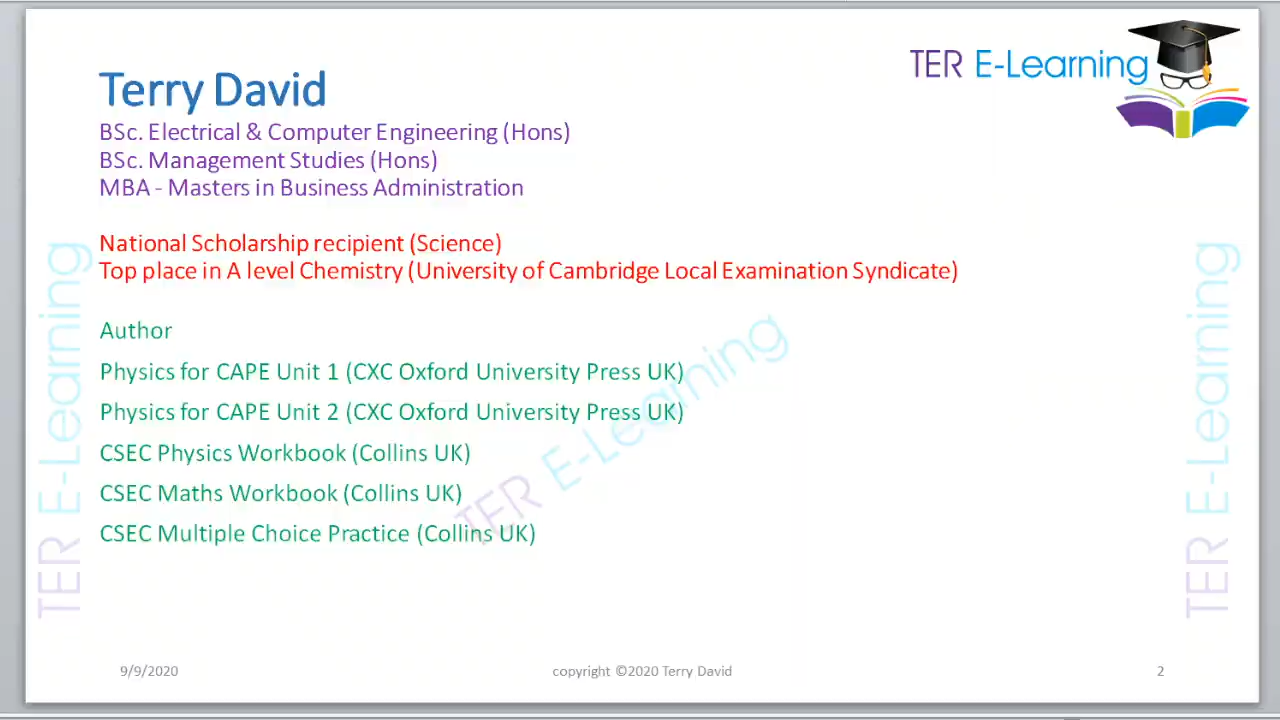 TER E-Learning
Terry David
BSc. Electrical & Computer Engineering (Hons)
BSc. Management Studies (Hons)
MBA - Masters in Business Administration
National Scholarship recipient (Science)
Top place in A level Chemistry (University of Cambridge Local Examination Syndicate)
Author
Physics for CAPE Unit 1 (CXC Oxford University Press UK)
Physics for CAPE Unit 2 (CXC Oxford University Press UK)
CSEC Physics Workbook (Collins UK)
CSEC Maths Workbook (Collins UK)
CSEC Multiple Choice Practice (Collins UK)
TER E-Learning
TER E-Learning
TER E-Learning
9/9/2020
copyright ©2020 Terry David
2